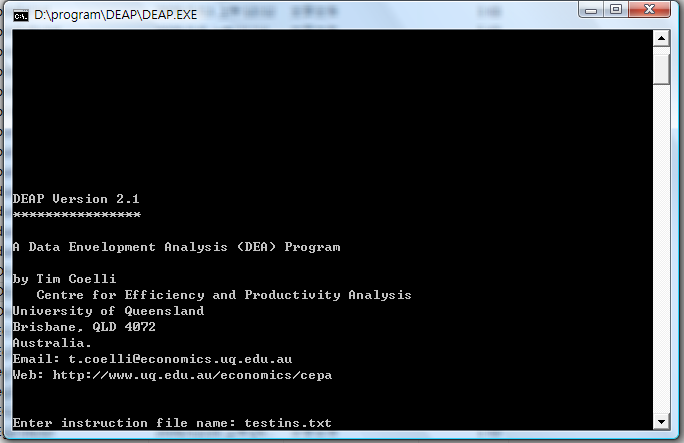 D:\program\DEAP\DEAP.EXE
DEAP Version 2.1
****************
A Data Envelopment Analysis (DEA) Program
by Tim Coelli
Centre for Efficiency and Productivity Analysis
University of Queensland
Brisbane, QLD 4072
Australia.
Email: t.coelli@economics.uq.edu.au
Web: http://www.uq.edu.au/economics/cepa
Enter instruction file name: testins.txt